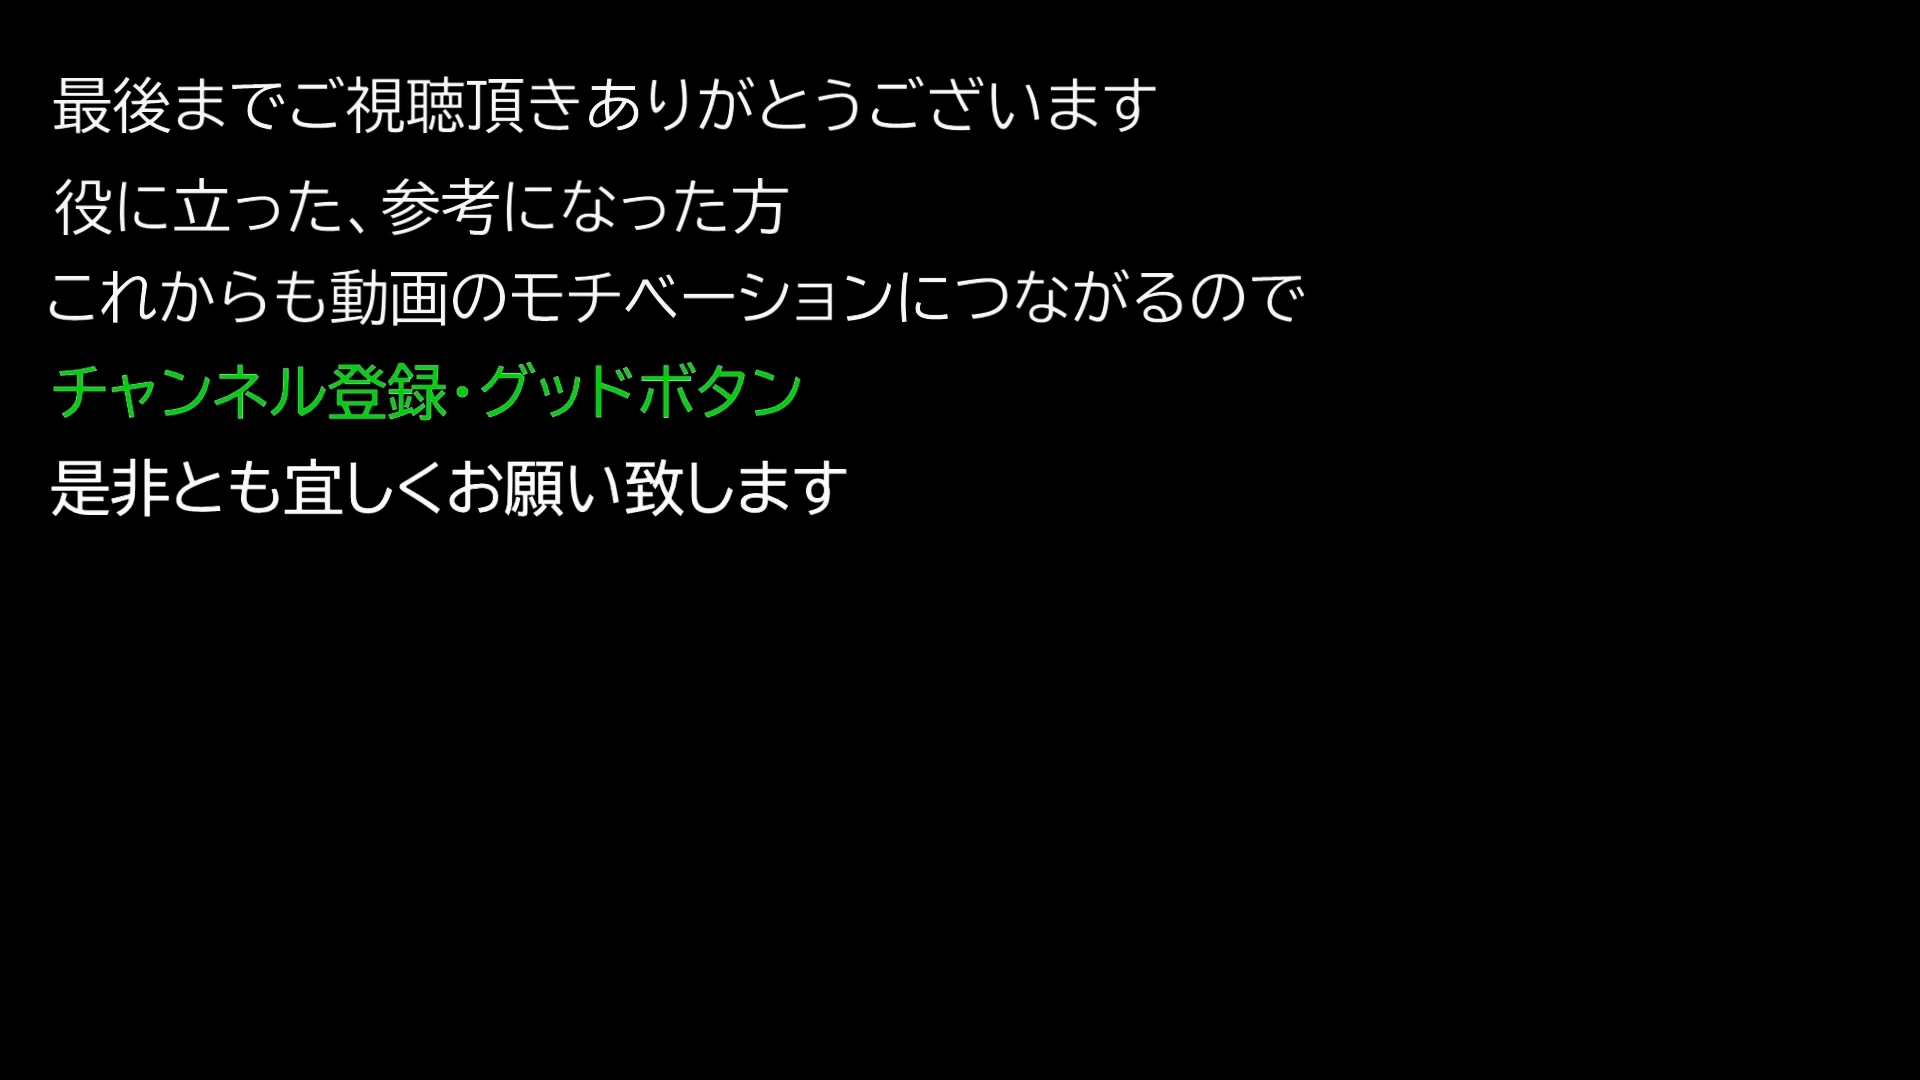 最後までご視聴頂きありがとうございます
役に立った、参考になった方
これからも動画のモチベーションにつながるので
チャンネル登録・グッドボタン
是非とも宜しくお願い致します